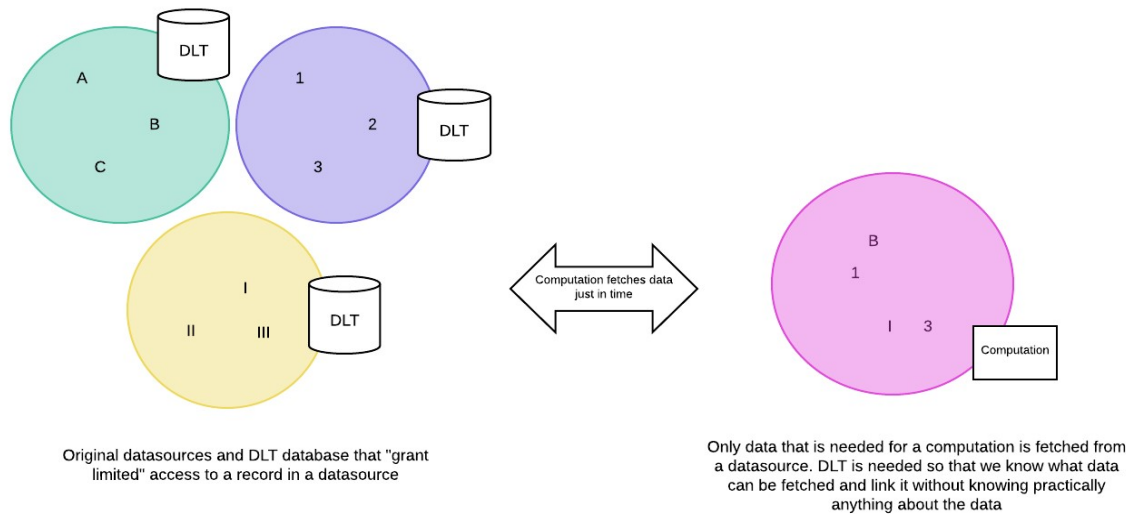 DLT
A
B
C
1
DLT
2
3
I
DLT
II
III
Computation fetches data
just in time
B
1
I
3
Computation
Original datasources and DLT database that "grant
limited" access to a record in a datasource
Only data that is needed for a computation is fetched from
a datasource. DLT is needed so that we know what data
can be fetched and link it without knowing practically
anything about the data